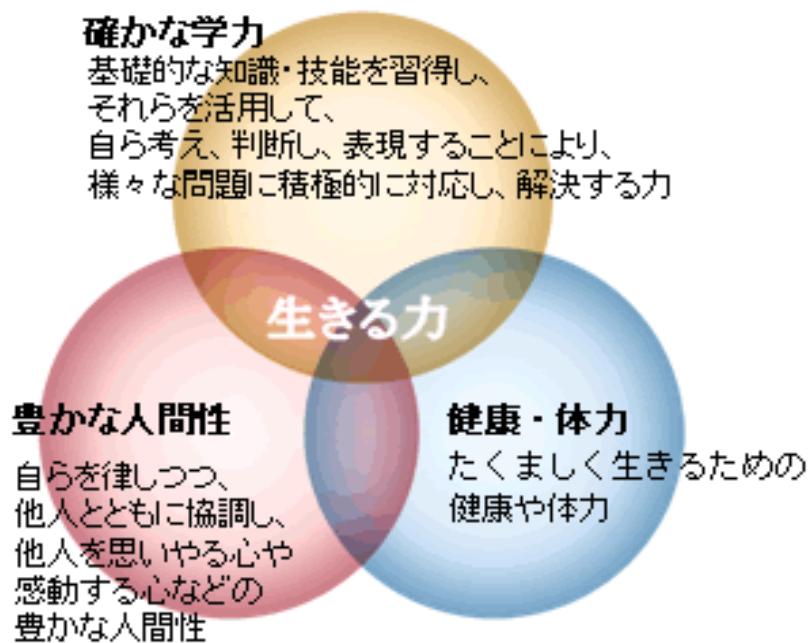 確かな学力
基礎的な知識・技能を習得し、
それらを活用して、
自ら考え、判断し、表現することにより、
様々な問題に積極的に対応し、解決する力
生きる力
豊かな人間性
自らを律しつつ、
他人とともに協調し、
他人を思いやる心や
感動する心などの
豊かな人間性
健康・体力
たくましく生きるための
健康や体力